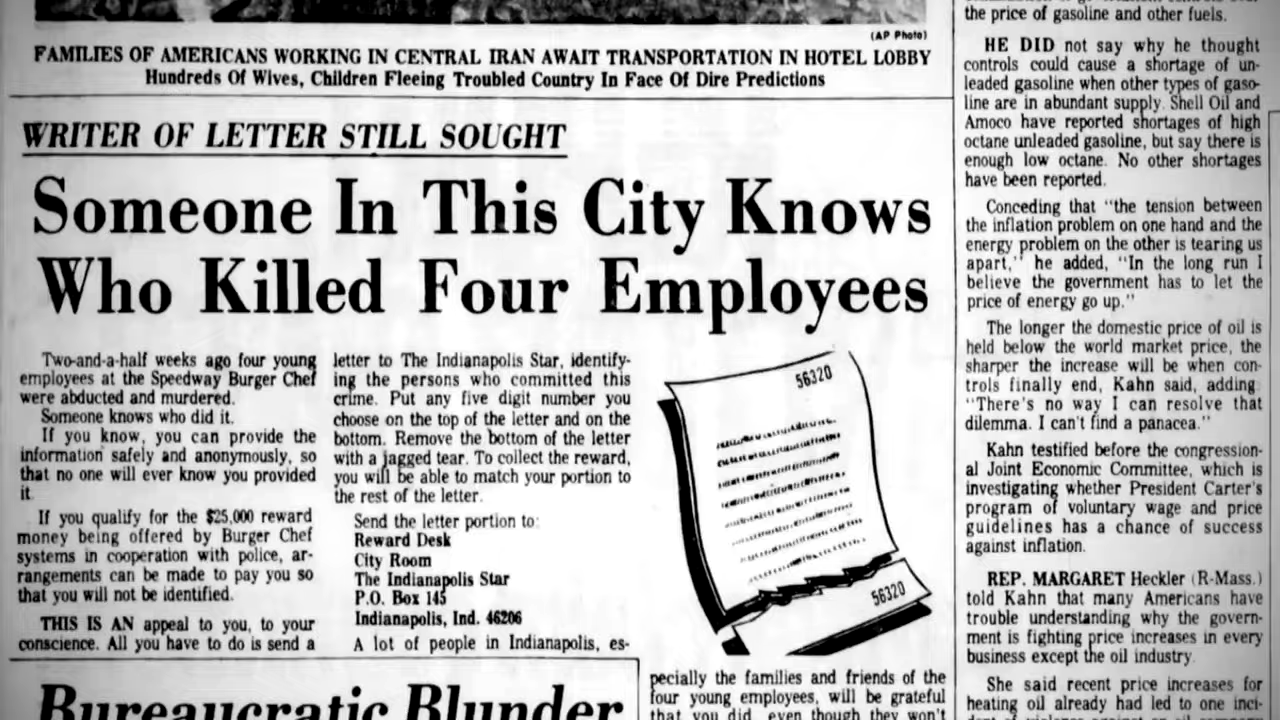 (AP Photo)
FAMILIES OF AMERICANS WORKING IN CENTRAL IRAN AWAIT TRANSPORTATION IN HOTEL LOBBY
Hundreds Of Wives, Children Fleeing Troubled Country In Face Of Dire Predictions
WRITER OF LETTER STILL SOUGHT
Someone In This City Knows
Who Killed Four Employees
Two-and-a-half weeks ago four young
employees at the Speedway Burger Chef
were abducted and murdered.
Someone knows who did it.
If you know, you can provide the
information safely and anonymously, so
that no one will ever know you provided
it.
If you qualify for the $25,000 reward
money being offered by Burger Chef
systems in cooperation with police, ar-
rangements can be made to pay you so
that you will not be identified.
THIS IS AN appeal to you, to your
conscience. All you have to do is send a
letter to The Indianapolis Star, identify-
ing the persons who committed this
crime. Put any five digit number you
choose on the top of the letter and on the
bottom. Remove the bottom of the letter
with a jagged tear. To collect the reward,
you will be able to match your portion to
the rest of the letter.
Send the letter portion to:
Reward Desk
City Room
The Indianapolis Star
P.O. Box 145
Indianapolis, Ind. 46206
A lot of people in Indianapolis, es-
56320
56320
pecially the families and friends of the
four young employees, will be grateful
that you did, even though they won't
Bureaucratic Blunder
the price of gasoline and other fuels.
HE DID not say why he thought
controls could cause a shortage of un-
leaded gasoline when other types of gaso-
line are in abundant supply. Shell Oil and
Amoco have reported shortages of high
octane unleaded gasoline, but say there is
enough low octane. No other shortages
have been reported.
Conceding that "the tension between
the inflation problem on one hand and the
energy problem on the other is tearing us
apart," he added, "In the long run I
believe the government has to let the
price of energy go up."
The longer the domestic price of oil is
held below the world market price, the
sharper the increase will be when con-
trols finally end, Kahn said, adding
"There's no way I can resolve that
dilemma. I can't find a panacea."
Kahn testified before the congression-
al Joint Economic Committee, which is
investigating whether President Carter's
program of voluntary wage and price
guidelines has a chance of success
against inflation.
REP. MARGARET Heckler (R-Mass.)
told Kahn that many Americans have
trouble understanding why the govern-
ment is fighting price increases in every
business except the oil industry.
She said recent price increases for
heating oil already had led to one inci-